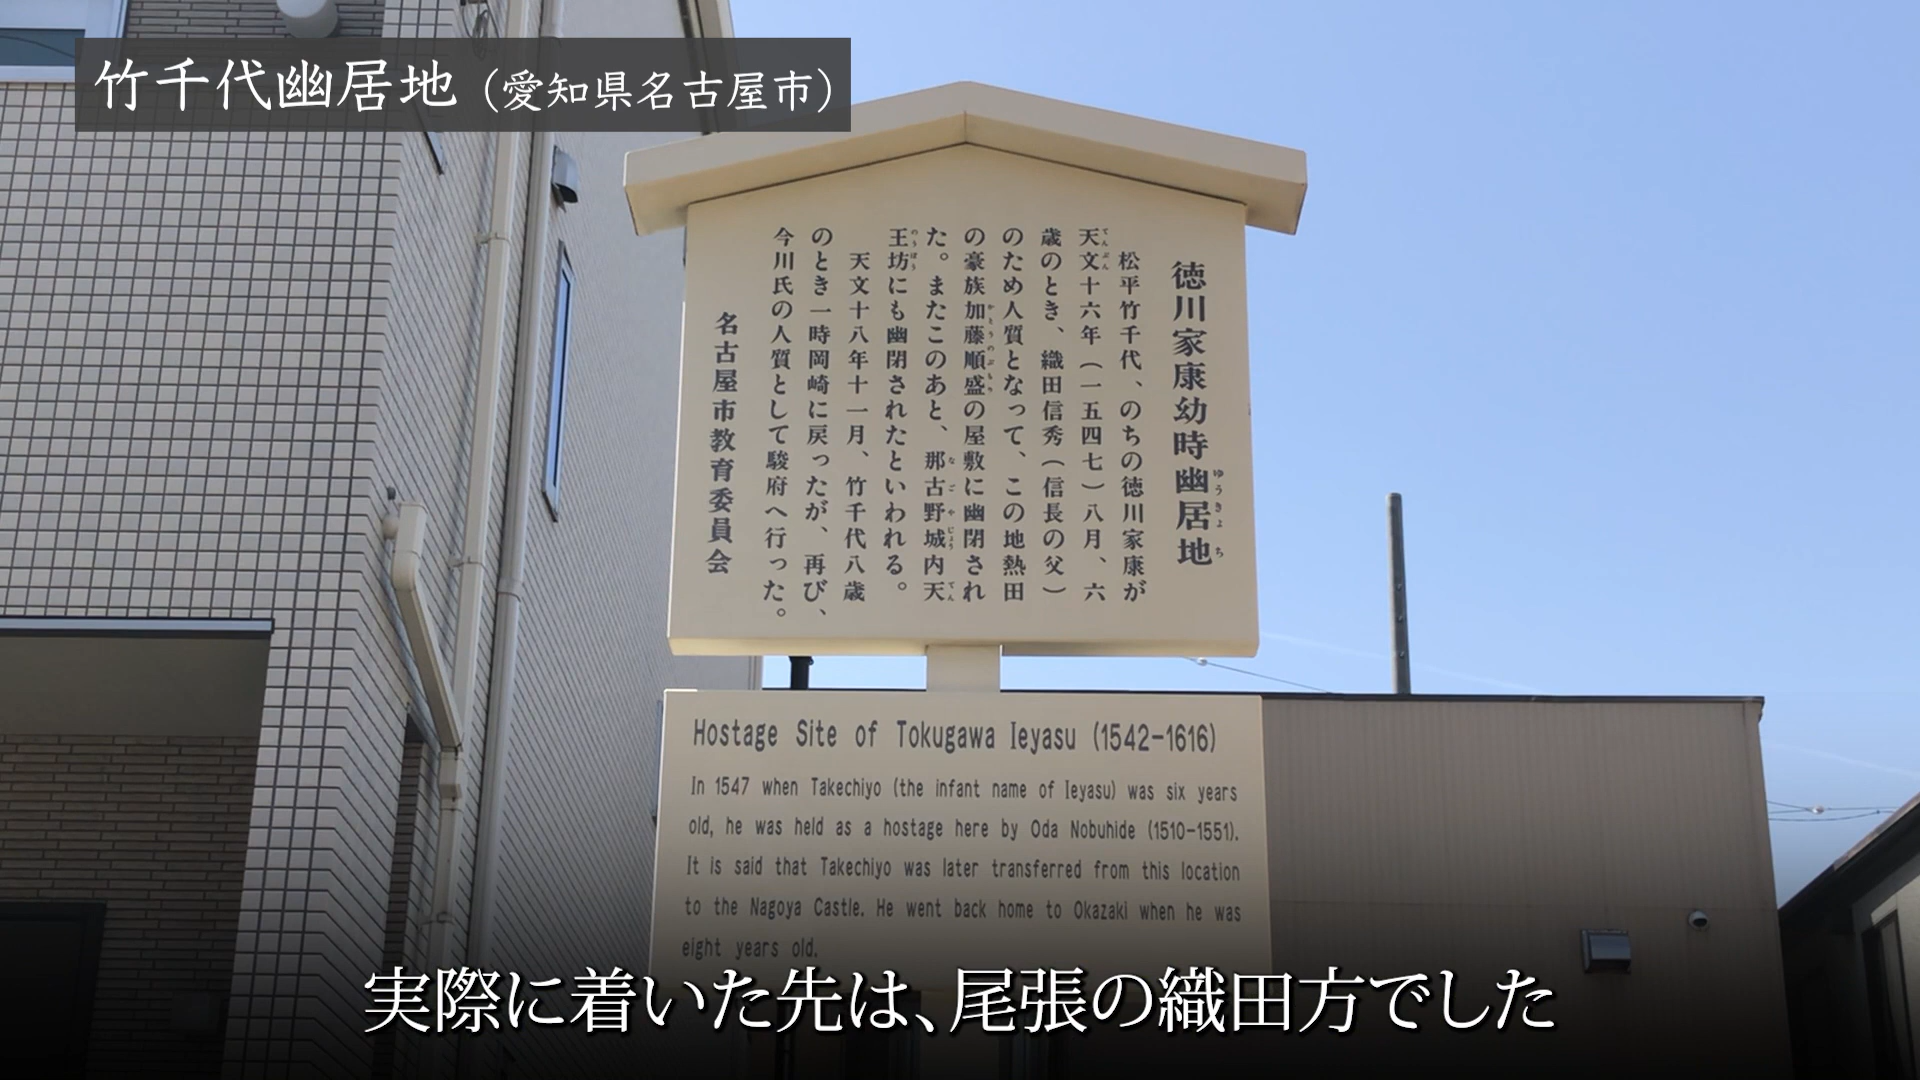 竹千代幽居地（愛知県名古屋市）
徳川家康幼時幽居地
松平竹千代、のちの徳川家康が
天文十六年（一五四七）八月、六
歳のとき、織田信秀（信長の父）
のため人質となって、この地熱田
の豪族加藤順盛の屋敷に幽閉され
た。またこのあと、那古野城内天
王坊にも幽閉されたといわれる。
天文十八年十一月、竹千代八歳
のとき一時岡崎に戻ったが、再び、
今川氏の人質として駿府へ行った。
名古屋市教育委員会
Hostage Site of Tokugawa Ieyasu (1542-1616)
In 1547 when Takechiyo (the infant name of Ieyasu) was six years
old, he was held as a hostage here by Oda Nobuhide (1510-1551).
It is said that Takechiyo was later transferred from this location
to the Nagoya Castle. He went back home to Okazaki when he was
eight years old.
実際に着いた先は、尾張の織田方でした